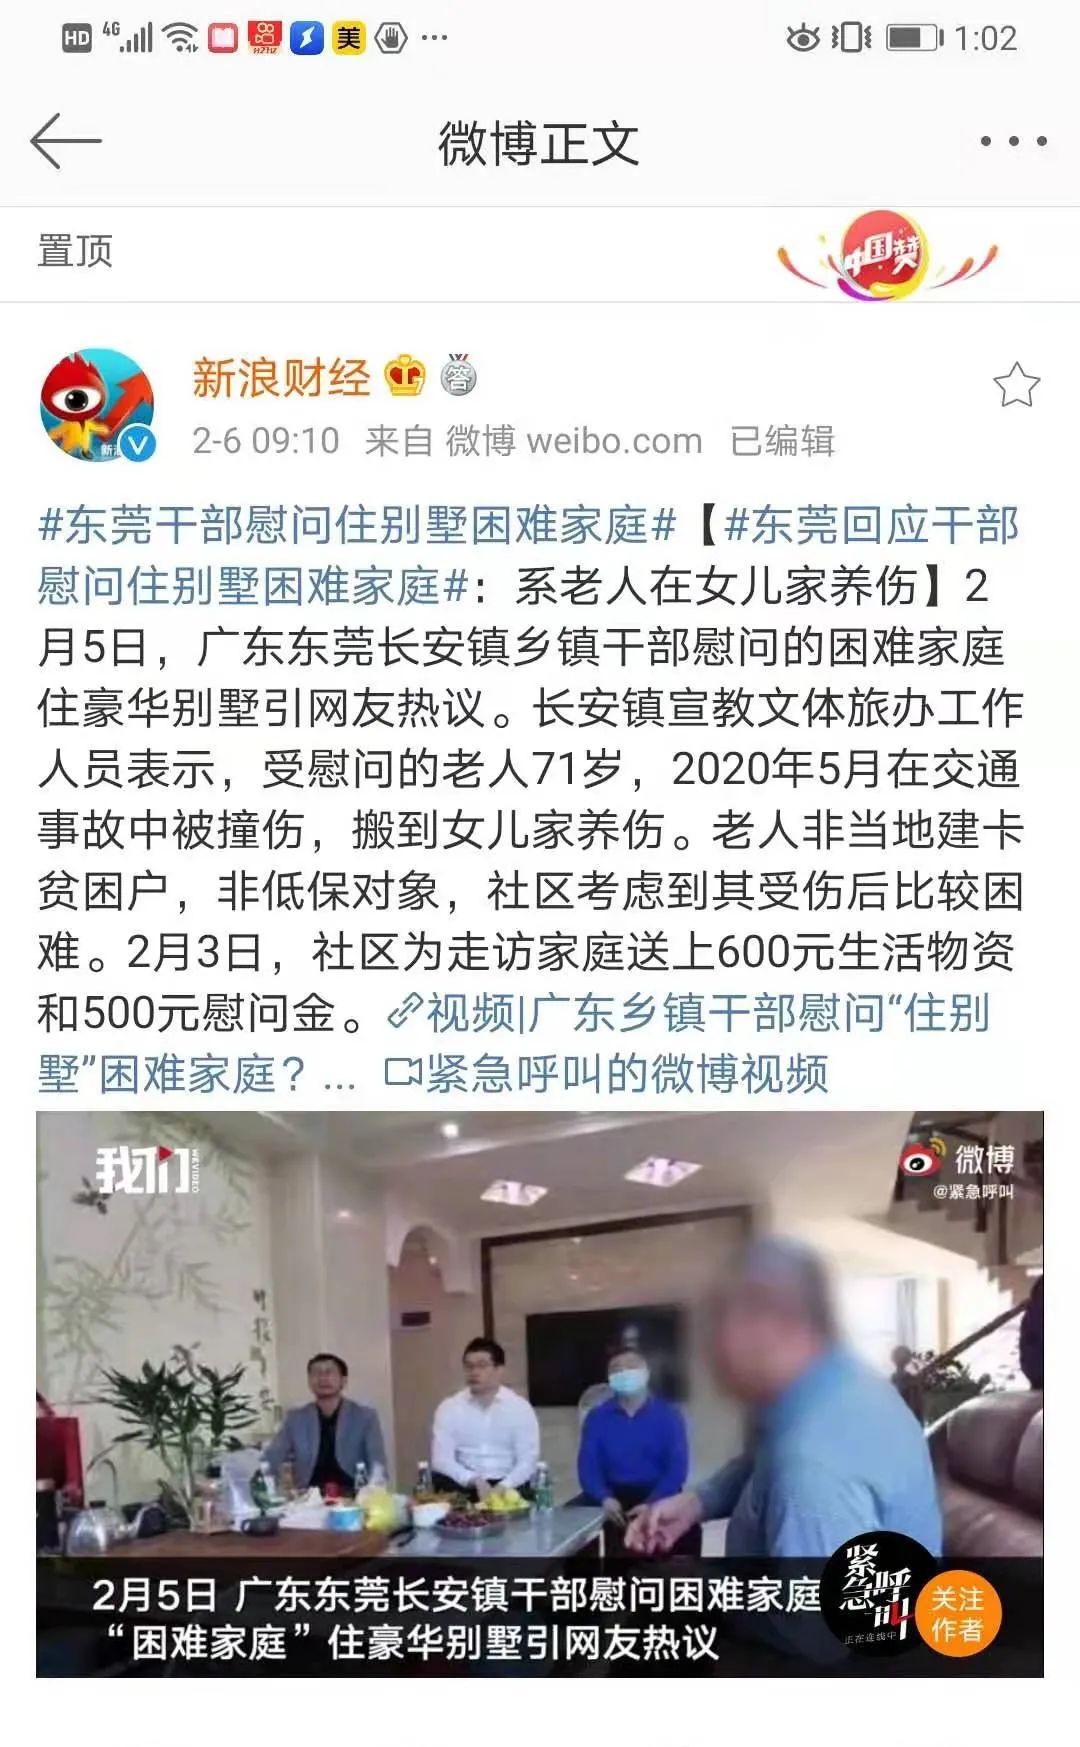 HD 4G 美 1:02
微博正文
置顶
中国赞
新浪财经
答
2-6 09:10 来自 微博 weibo.com 已编辑
#东莞干部慰问住别墅困难家庭#【#东莞回应干部
慰问住别墅困难家庭#：系老人在女儿家养伤】2
月5日，广东东莞长安镇乡镇干部慰问的困难家庭
住豪华别墅引网友热议。长安镇宣教文体旅办工作
人员表示，受慰问的老人71岁，2020年5月在交通
事故中被撞伤，搬到女儿家养伤。老人非当地建卡
贫困户，非低保对象，社区考虑到其受伤后比较困
难。2月3日，社区为走访家庭送上600元生活物资
和500元慰问金。视频|广东乡镇干部慰问“住别
墅”困难家庭？... 紧急呼叫的微博视频
我们 WEVIDEO
微博
@紧急呼叫
2月5日 广东东莞长安镇干部慰问困难家庭
“困难家庭”住豪华别墅引网友热议
紧急呼叫
正在连线中
关注
作者